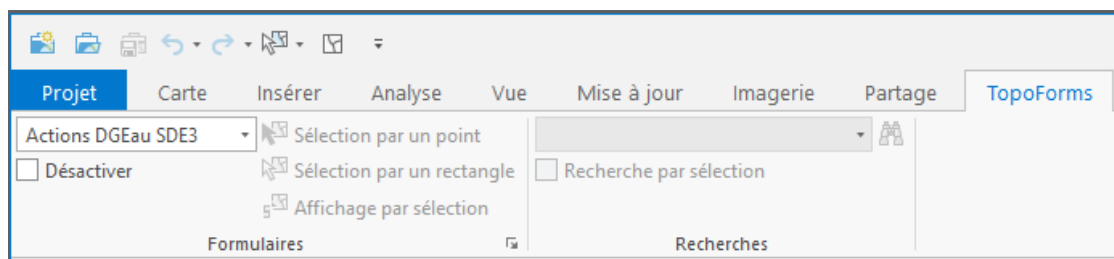 Projet Carte Insérer Analyse Vue Mise à jour Imagerie Partage TopoForms
Actions DGEau SDE3 Sélection par un point
Désactiver Sélection par un rectangle Recherche par sélection
Affichage par sélection
Formulaires Recherches